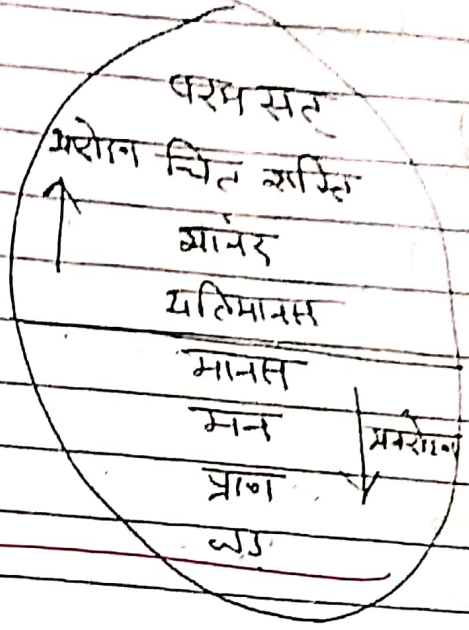 परम सत्
आरोहण चित शक्ति
आनंद
अतिमानस
मानस
मन
अवरोहण
प्राण
जड़